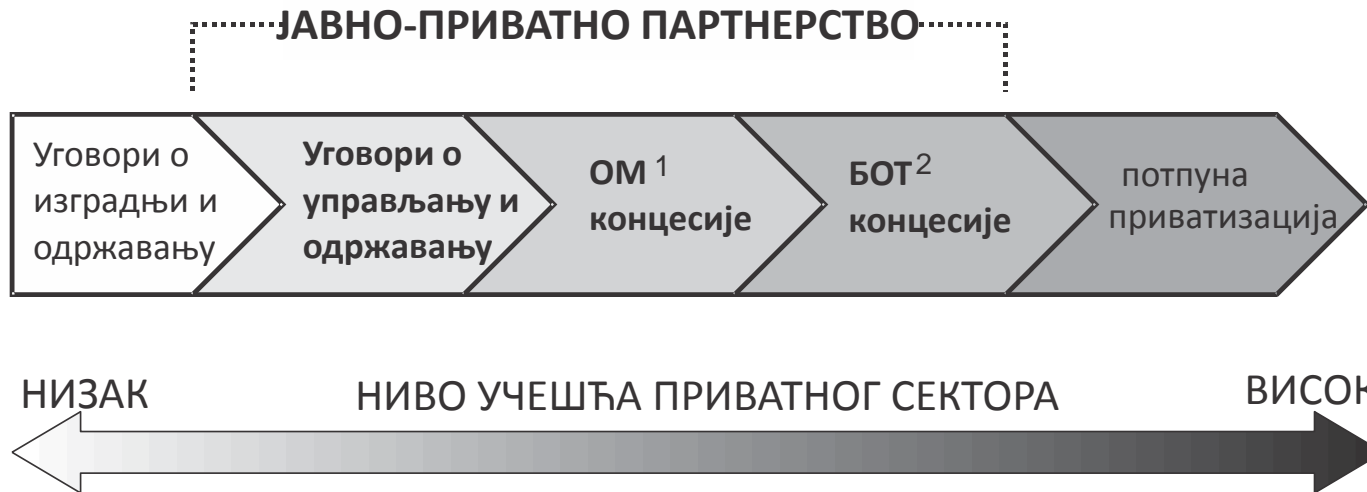 ЈАВНО-ПРИВАТНО ПАРТНЕРСТВО
Уговори о
изградњи и
одржавању
Уговори о
управљању и
одржавању
ОМ 1
концесије
БОТ 2
концесије
потпуна
приватизација
НИЗАК
НИВО УЧЕШЋА ПРИВАТНОГ СЕКТОРА
ВИСОК